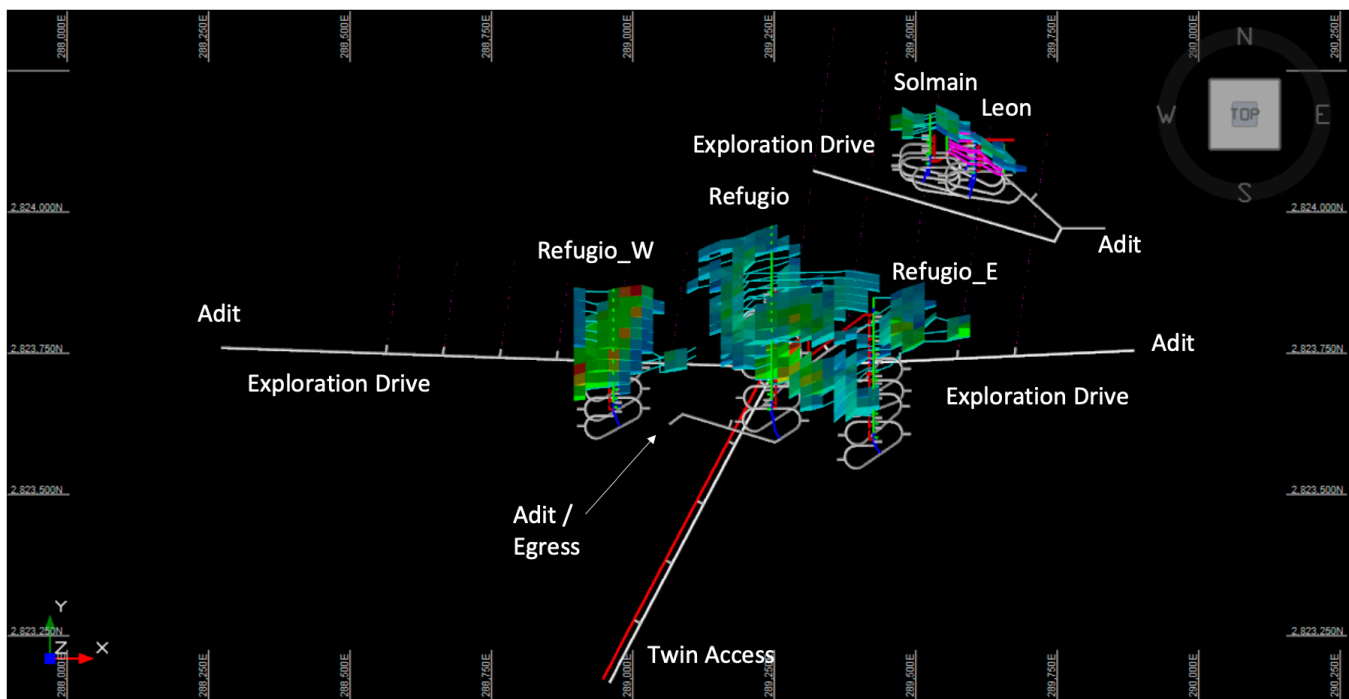 288,000E
288,250E
288,500E
288,750E
289,000E
289,250E
289,500E
289,750E
290,000E
290,250E
N
W
TOP
E
S
Solmain
Leon
Exploration Drive
Refugio
2,824,000N
2,824,000N
Adit
Refugio_W
Refugio_E
Adit
Adit
2,823,750N
2,823,750N
Exploration Drive
Exploration Drive
2,823,500N
2,823,500N
Adit /
Egress
Y
Z
X
2,823,250N
2,823,250N
Twin Access
288,000E
288,250E
288,500E
288,750E
289,000E
289,250E
289,500E
289,750E
290,000E
290,250E